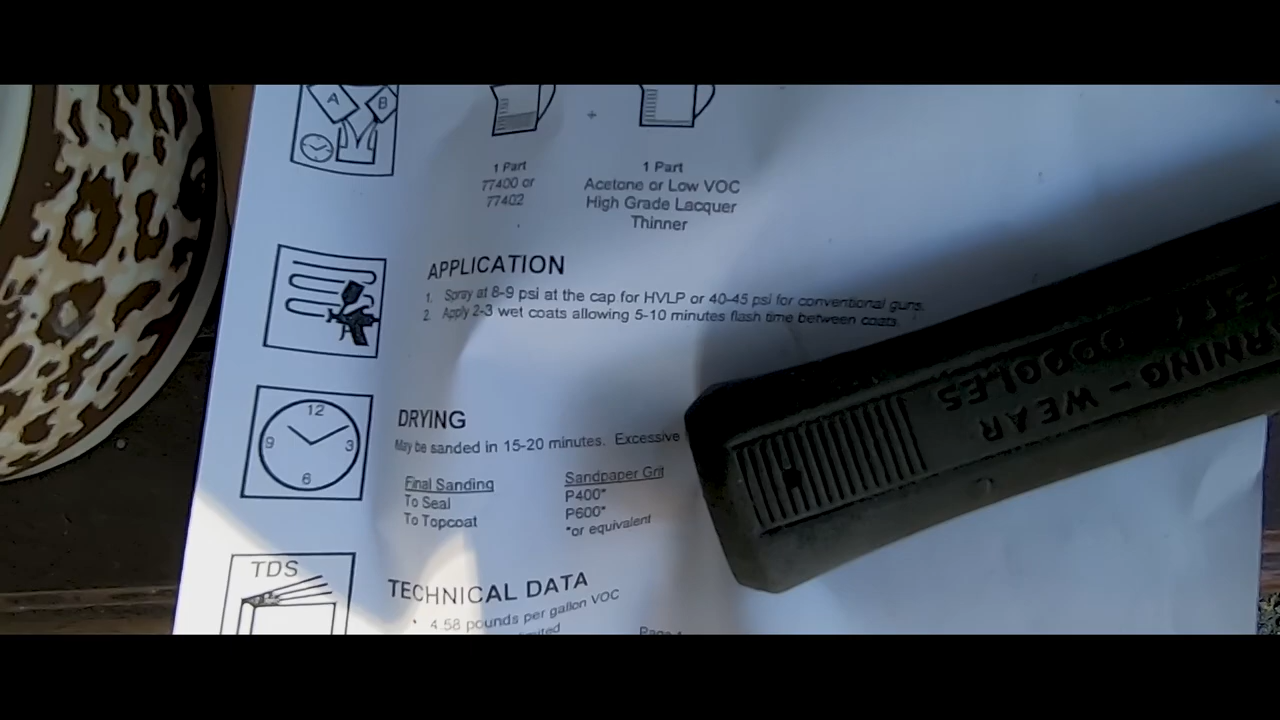 A B
1 Part
77400 or
77402
+
1 Part
Acetone or Low VOC
High Grade Lacquer
Thinner
APPLICATION
1. Spray at 8-9 psi at the cap for HVLP or 40-45 psi for conventional guns.
2. Apply 2-3 wet coats allowing 5-10 minutes flash time between coats.
12
9 3
6
DRYING
May be sanded in 15-20 minutes. Excessive
Final Sanding Sandpaper Grit
To Seal P400*
To Topcoat P600*
*or equivalent
TDS
TECHNICAL DATA
• 4.58 pounds per gallon VOC
Page
RNING - WEAR
GOGGLES